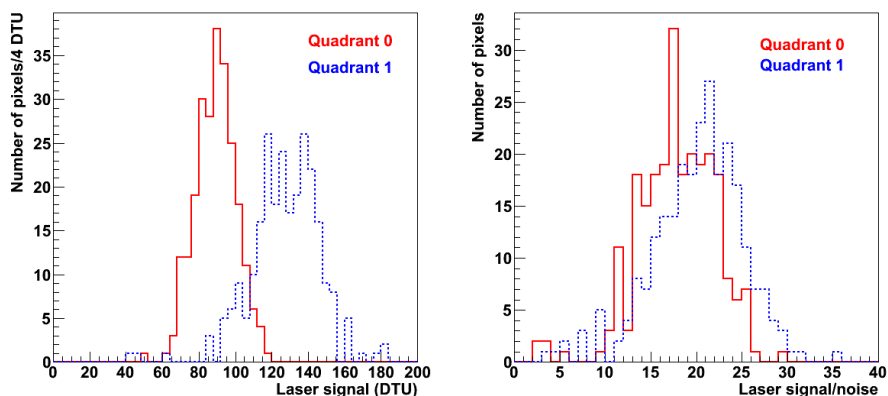 Number of pixels/4 DTU
35
30
25
20
15
10
5
0
Quadrant 0
Quadrant 1
0 20 40 60 80 100 120 140 160 180 200
Laser signal (DTU)
Number of pixels
30
25
20
15
10
5
0
Quadrant 0
Quadrant 1
0 5 10 15 20 25 30 35 40
Laser signal/noise